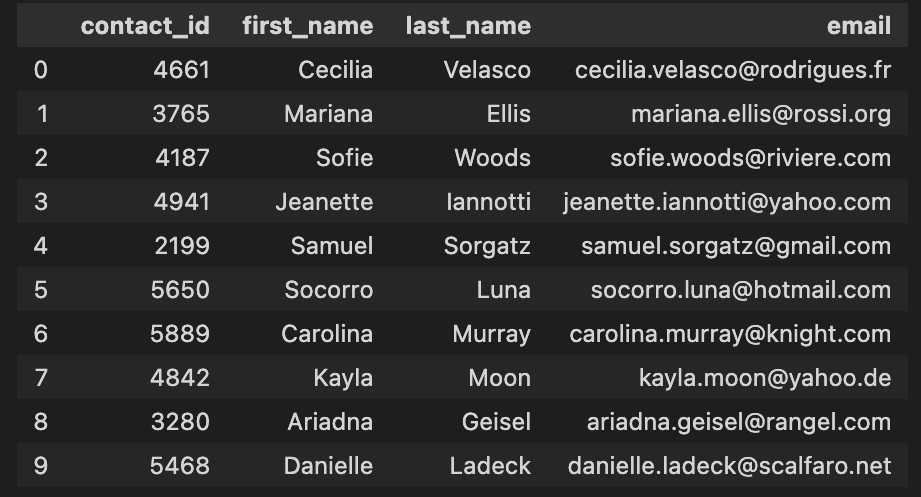 contact_id first_name last_name email
0 4661 Cecilia Velasco cecilia.velasco@rodrigues.fr
1 3765 Mariana Ellis mariana.ellis@rossi.org
2 4187 Sofie Woods sofie.woods@riviere.com
3 4941 Jeanette Iannotti jeanette.iannotti@yahoo.com
4 2199 Samuel Sorgatz samuel.sorgatz@gmail.com
5 5650 Socorro Luna socorro.luna@hotmail.com
6 5889 Carolina Murray carolina.murray@knight.com
7 4842 Kayla Moon kayla.moon@yahoo.de
8 3280 Ariadna Geisel ariadna.geisel@rangel.com
9 5468 Danielle Ladeck danielle.ladeck@scalfaro.net